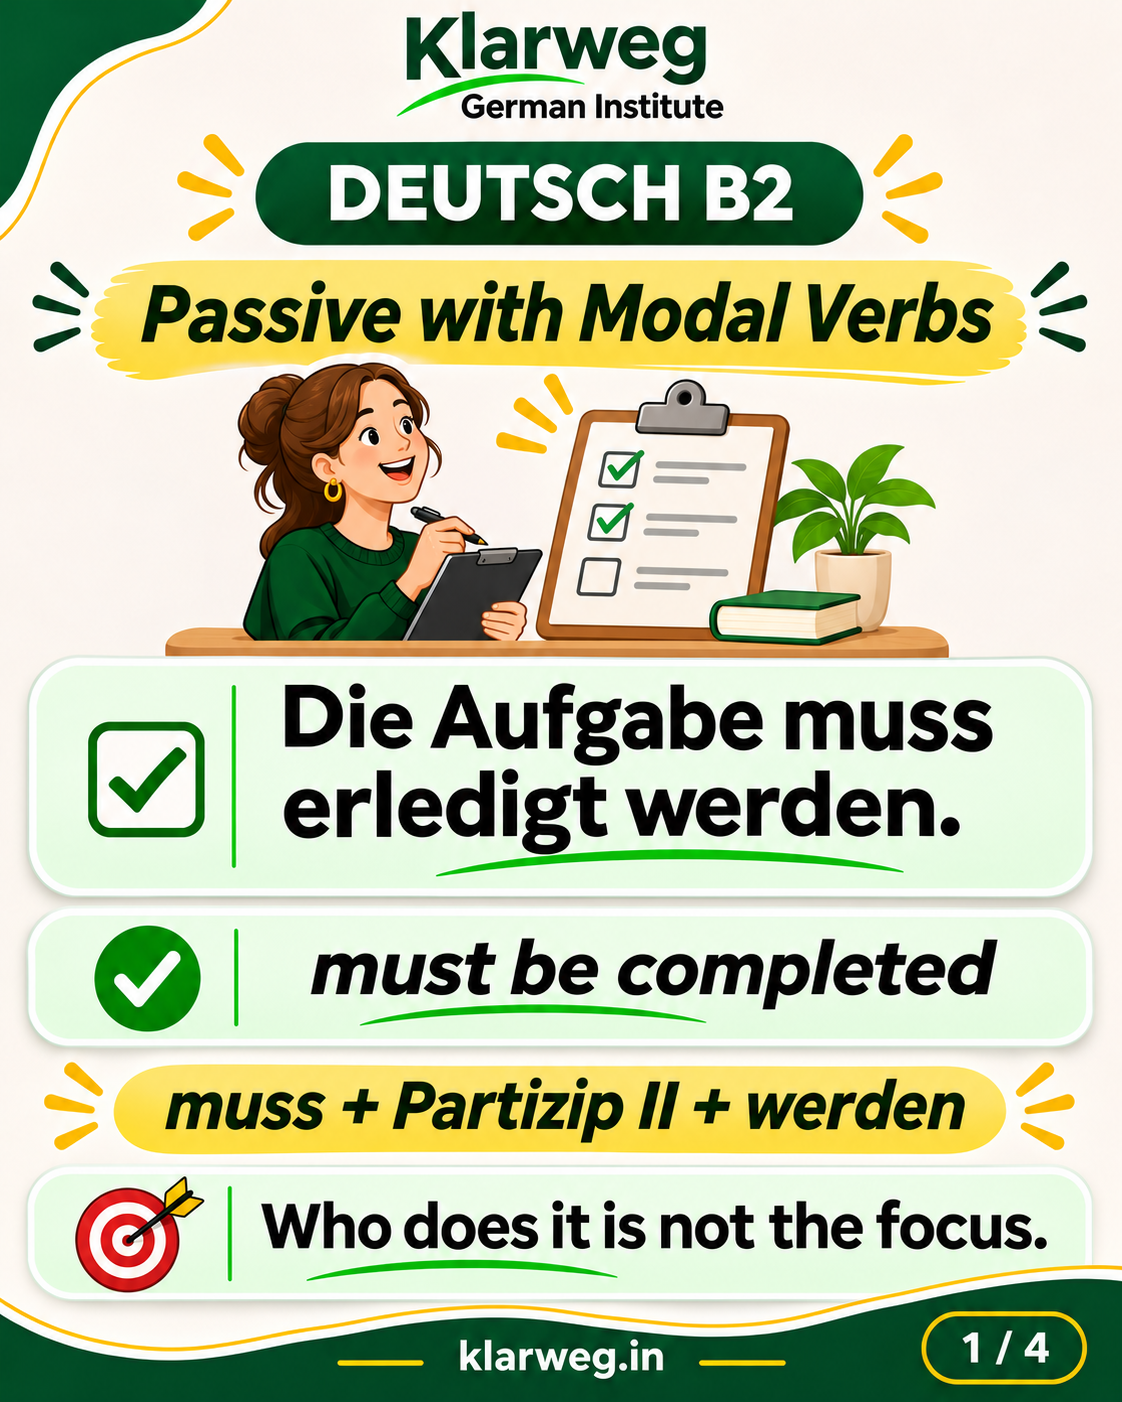 Klarweg
German Institute
DEUTSCH B2
Passive with Modal Verbs
Die Aufgabe muss
erledigt werden.
must be completed
muss + Partizip II + werden
Who does it is not the focus.
klarweg.in
1 / 4